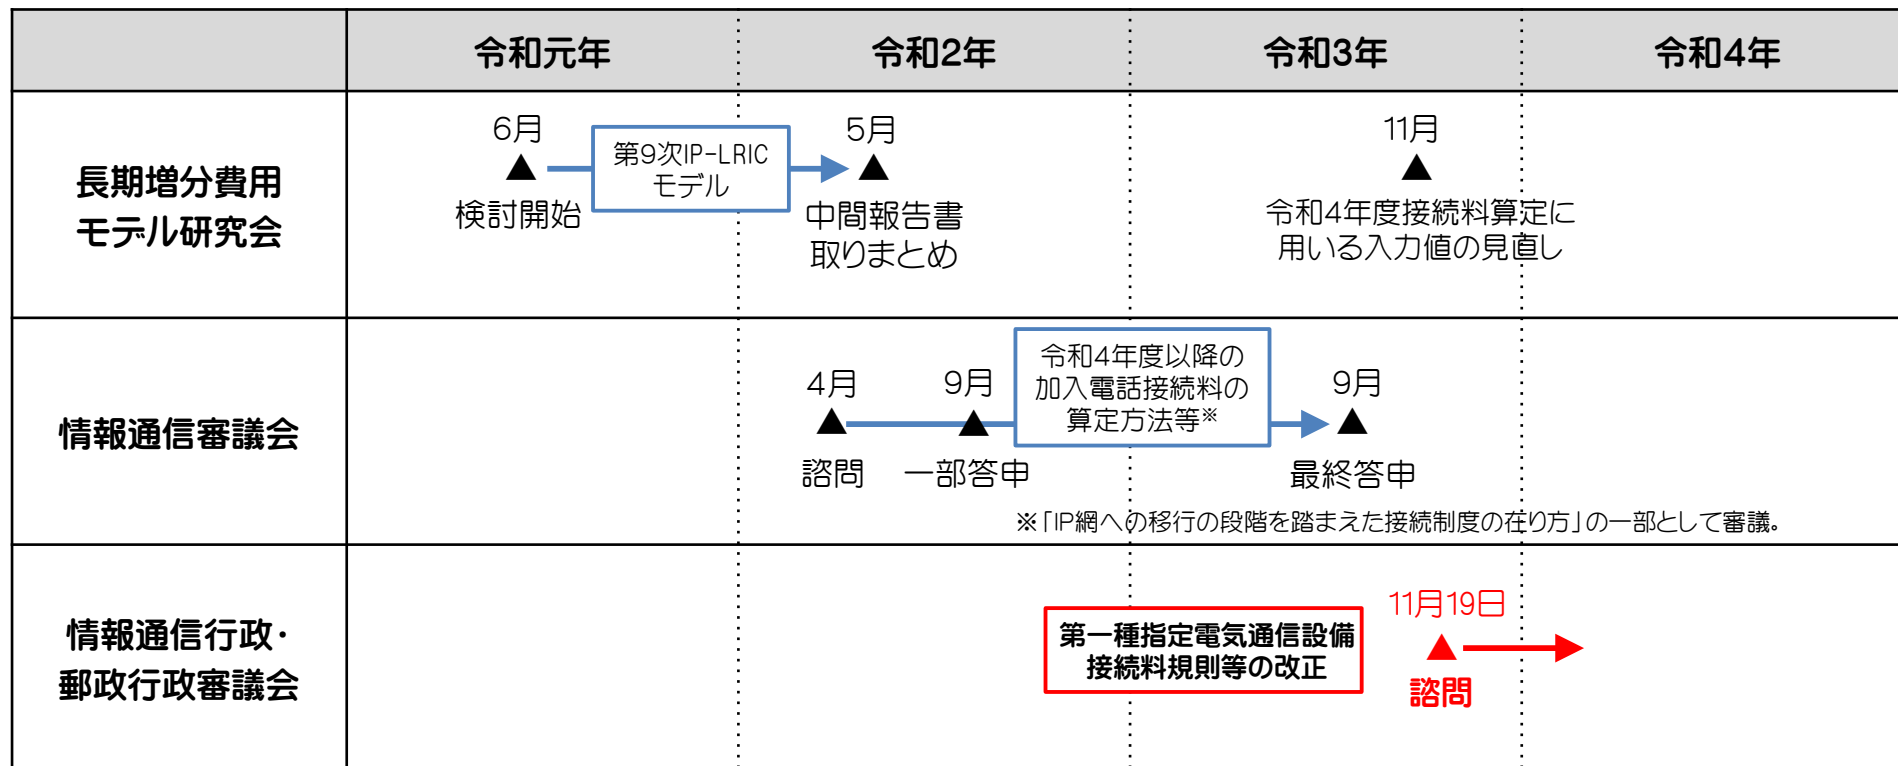 令和元年
令和2年
令和3年
令和4年
長期増分費用
モデル研究会
6月
▲
検討開始
第9次IP-LRIC
モデル
5月
▲
中間報告書
取りまとめ
11月
▲
令和4年度接続料算定に
用いる入力値の見直し
情報通信審議会
4月
▲
諮問
9月
▲
一部答申
令和4年度以降の
加入電話接続料の
算定方法等※
9月
▲
最終答申
※「IP網への移行の段階を踏まえた接続制度の在り方」の一部として審議。
情報通信行政・
郵政行政審議会
第一種指定電気通信設備
接続料規則等の改正
11月19日
▲
諮問